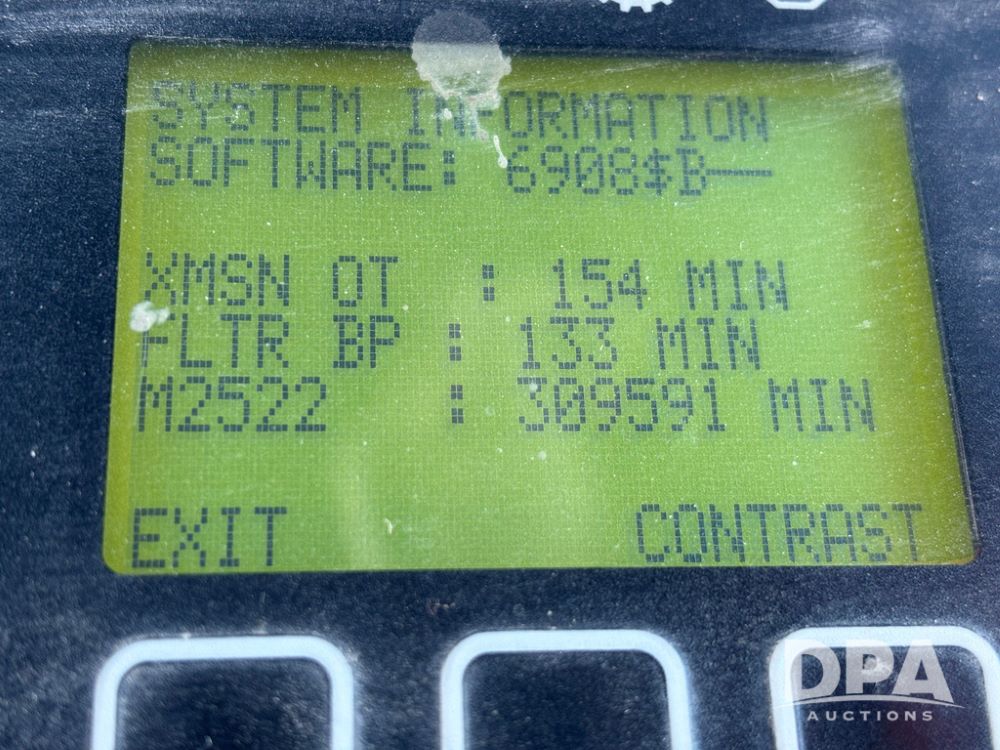 SYSTEM INFORMATION
SOFTWARE: 6908$B——
XMSN OT : 154 MIN
FLTR BP : 133 MIN
M2522 : 309591 MIN
EXIT CONTRAST
DPA
AUCTIONS